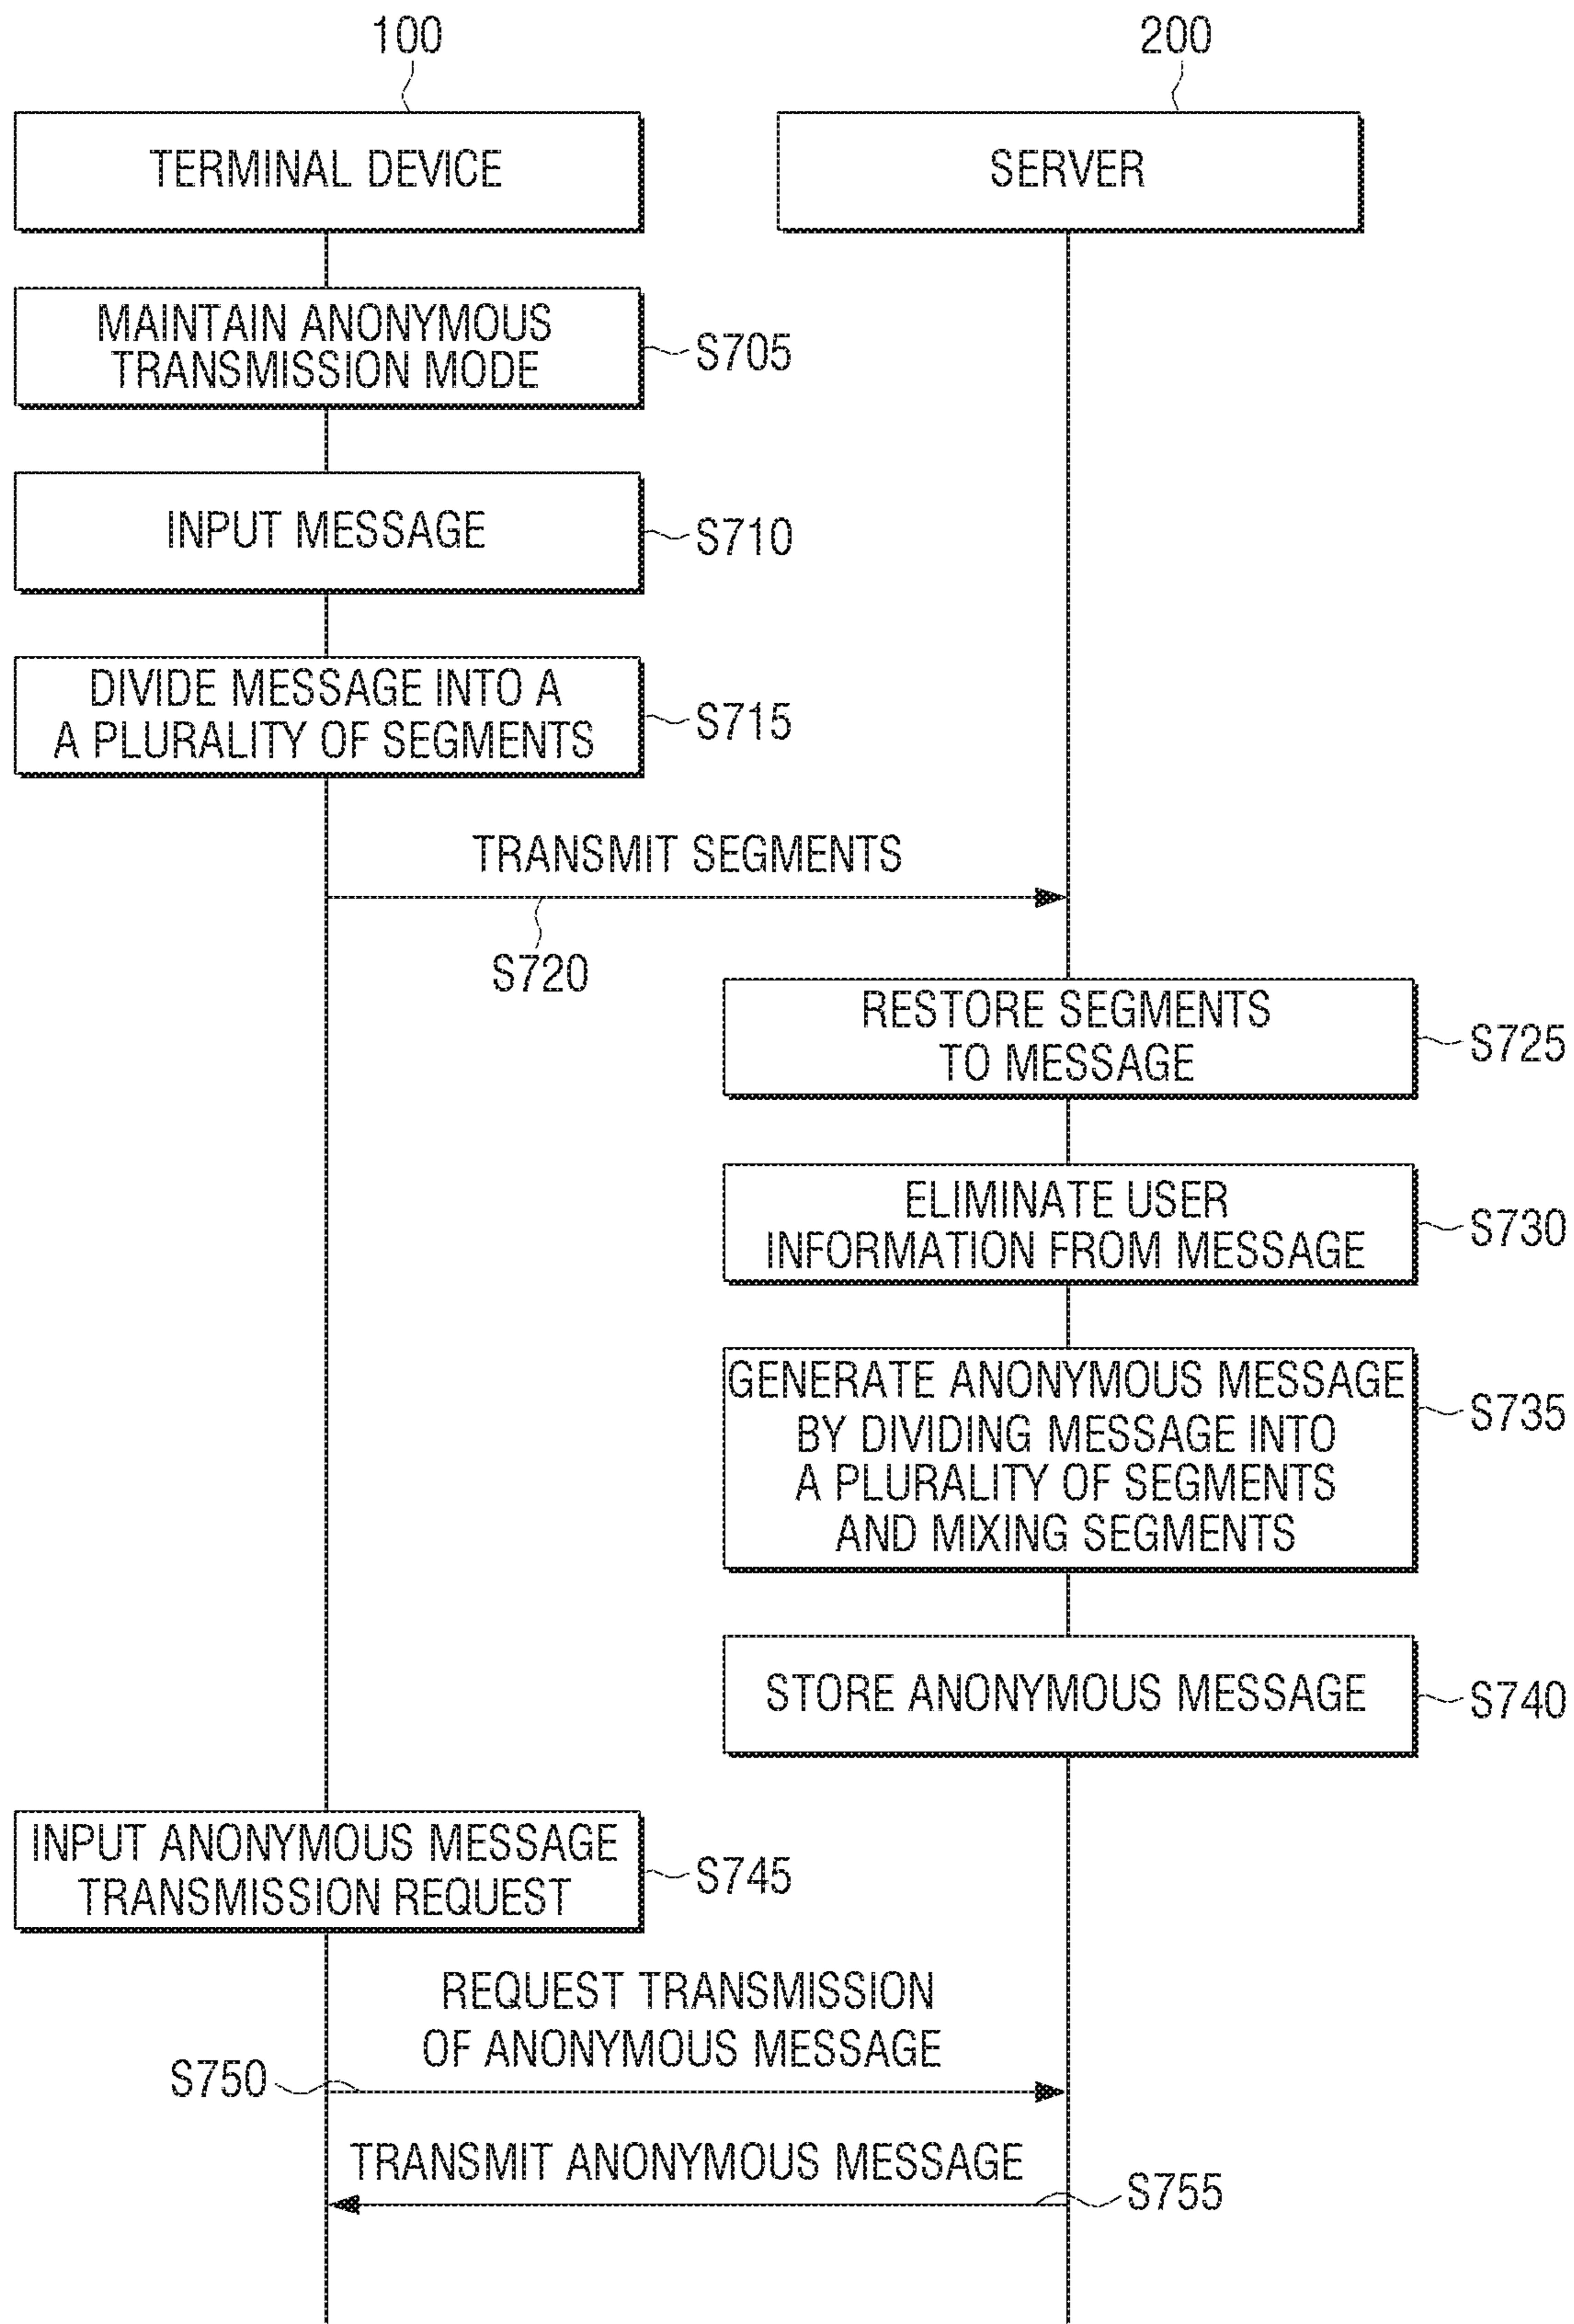 100
200
TERMINAL DEVICE
SERVER
MAINTAIN ANONYMOUS
TRANSMISSION MODE
S705
INPUT MESSAGE
S710
DIVIDE MESSAGE INTO A
A PLURALITY OF SEGMENTS
S715
TRANSMIT SEGMENTS
S720
RESTORE SEGMENTS
TO MESSAGE
S725
ELIMINATE USER
INFORMATION FROM MESSAGE
S730
GENERATE ANONYMOUS MESSAGE
BY DIVIDING MESSAGE INTO
A PLURALITY OF SEGMENTS
AND MIXING SEGMENTS
S735
STORE ANONYMOUS MESSAGE
S740
INPUT ANONYMOUS MESSAGE
TRANSMISSION REQUEST
S745
REQUEST TRANSMISSION
OF ANONYMOUS MESSAGE
S750
TRANSMIT ANONYMOUS MESSAGE
S755